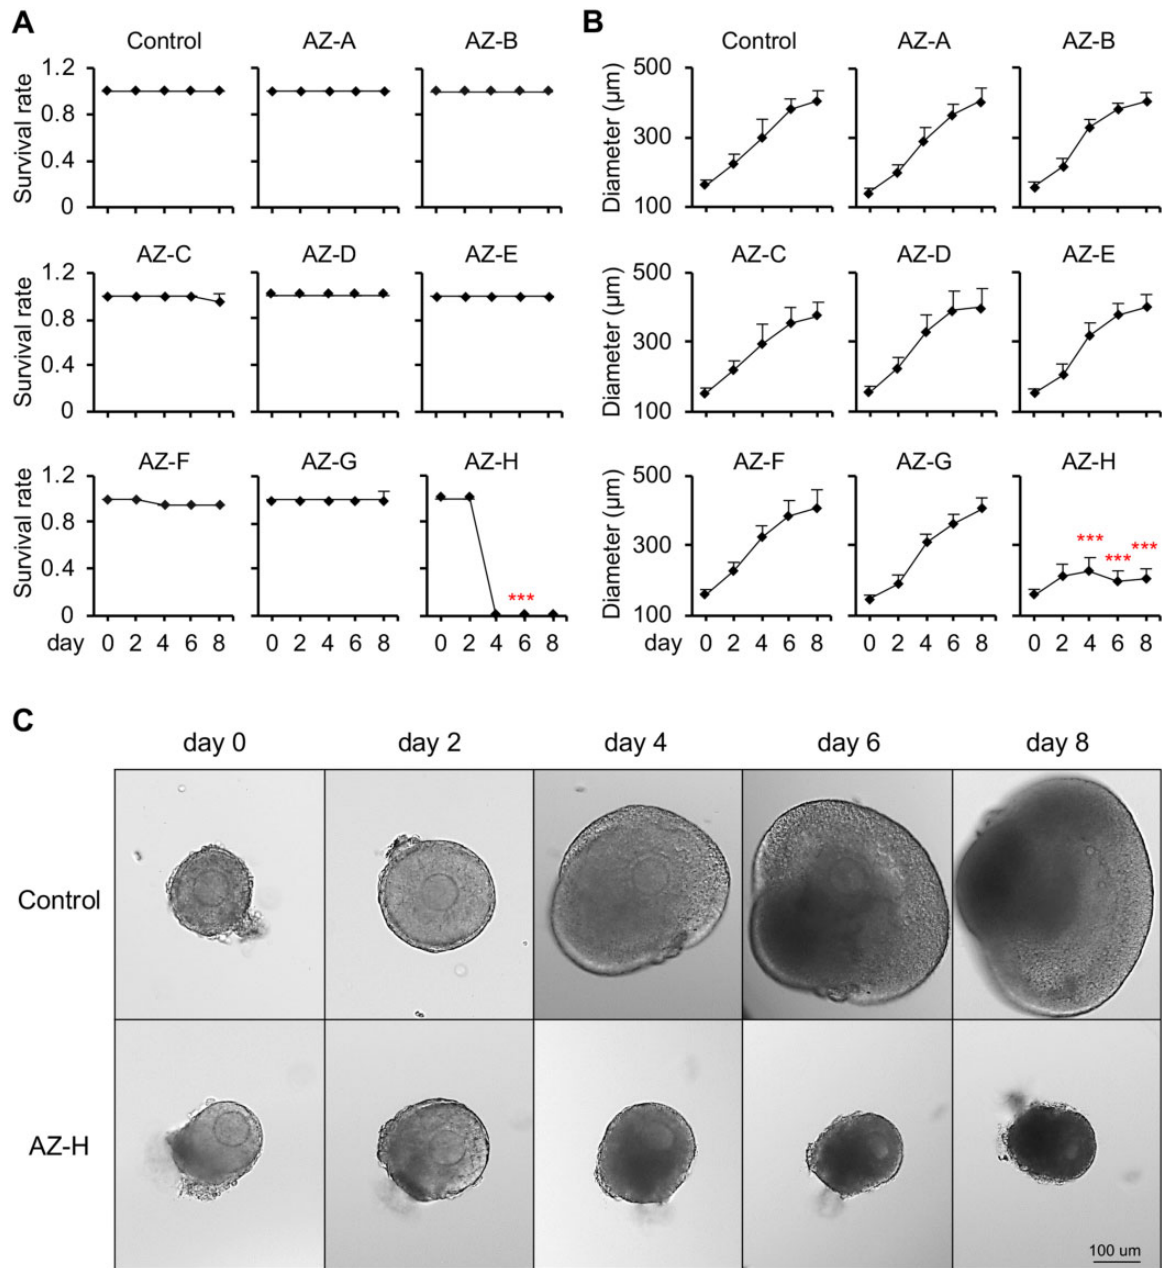 A
B
Control AZ-A AZ-B
Control AZ-A AZ-B
Survival rate
1.2
0.8
0.4
0
Diameter (µm)
500
300
100
AZ-C AZ-D AZ-E
AZ-C AZ-D AZ-E
Survival rate
1.2
0.8
0.4
0
Diameter (µm)
500
300
100
AZ-F AZ-G AZ-H
AZ-F AZ-G AZ-H
Survival rate
1.2
0.8
0.4
0
***
Diameter (µm)
500
300
100
***
***
***
day 0 2 4 6 8 0 2 4 6 8 0 2 4 6 8
day 0 2 4 6 8 0 2 4 6 8 0 2 4 6 8
C
day 0 day 2 day 4 day 6 day 8
Control
AZ-H
100 um